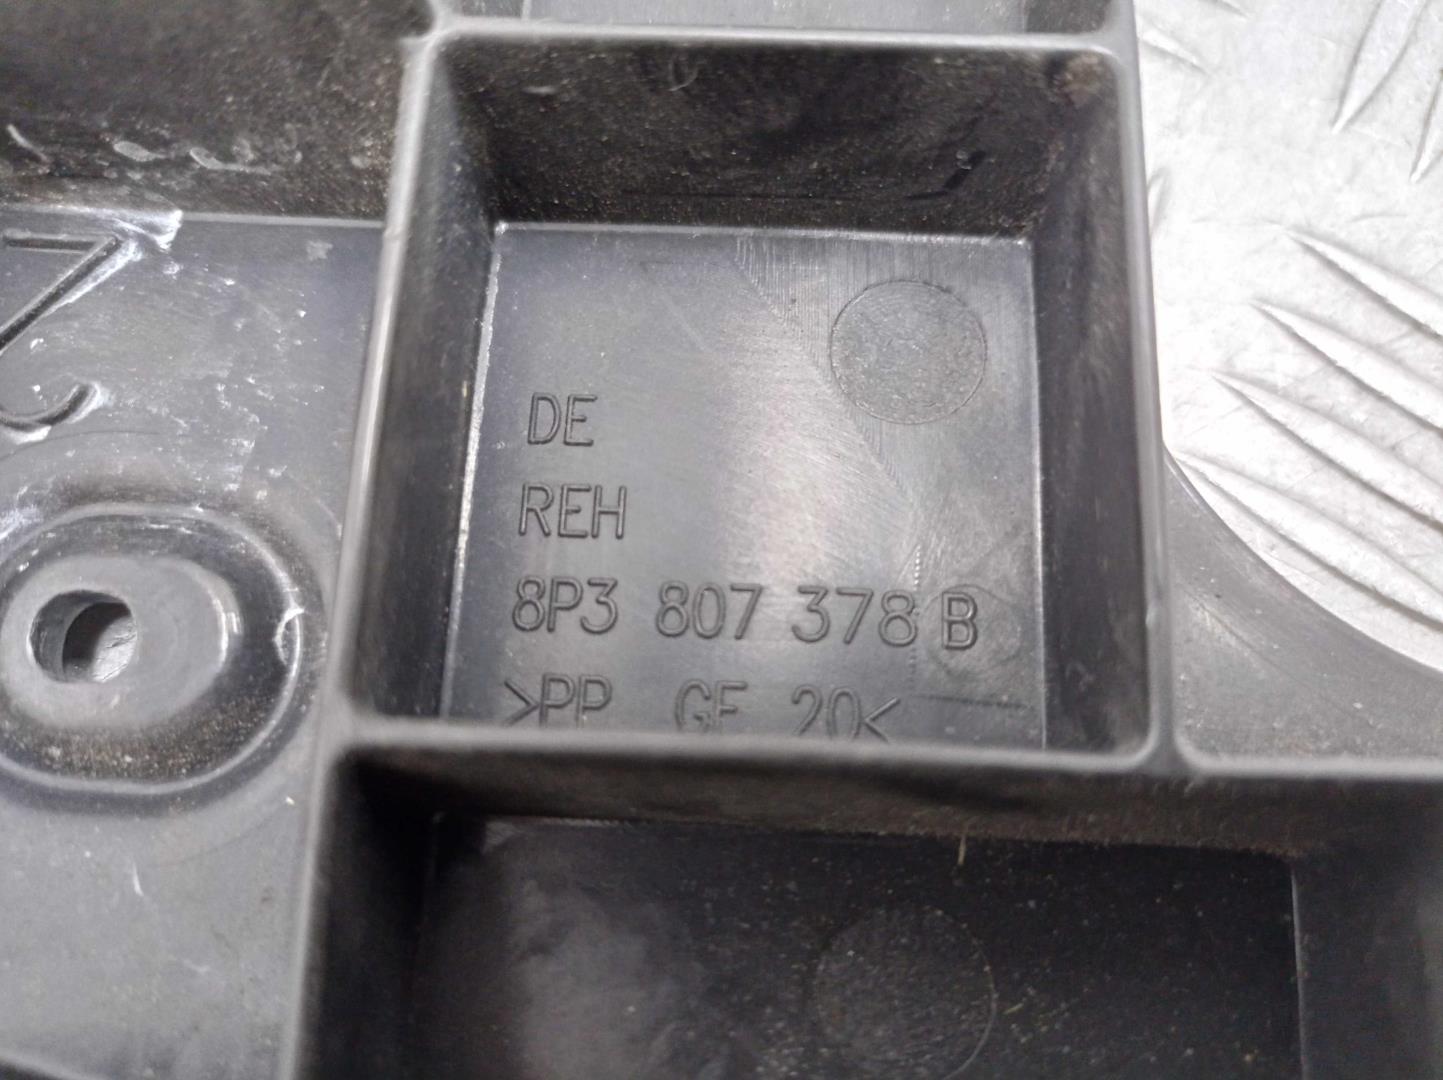 DE
REH
8P3 807 378 B
>PP GF 20<